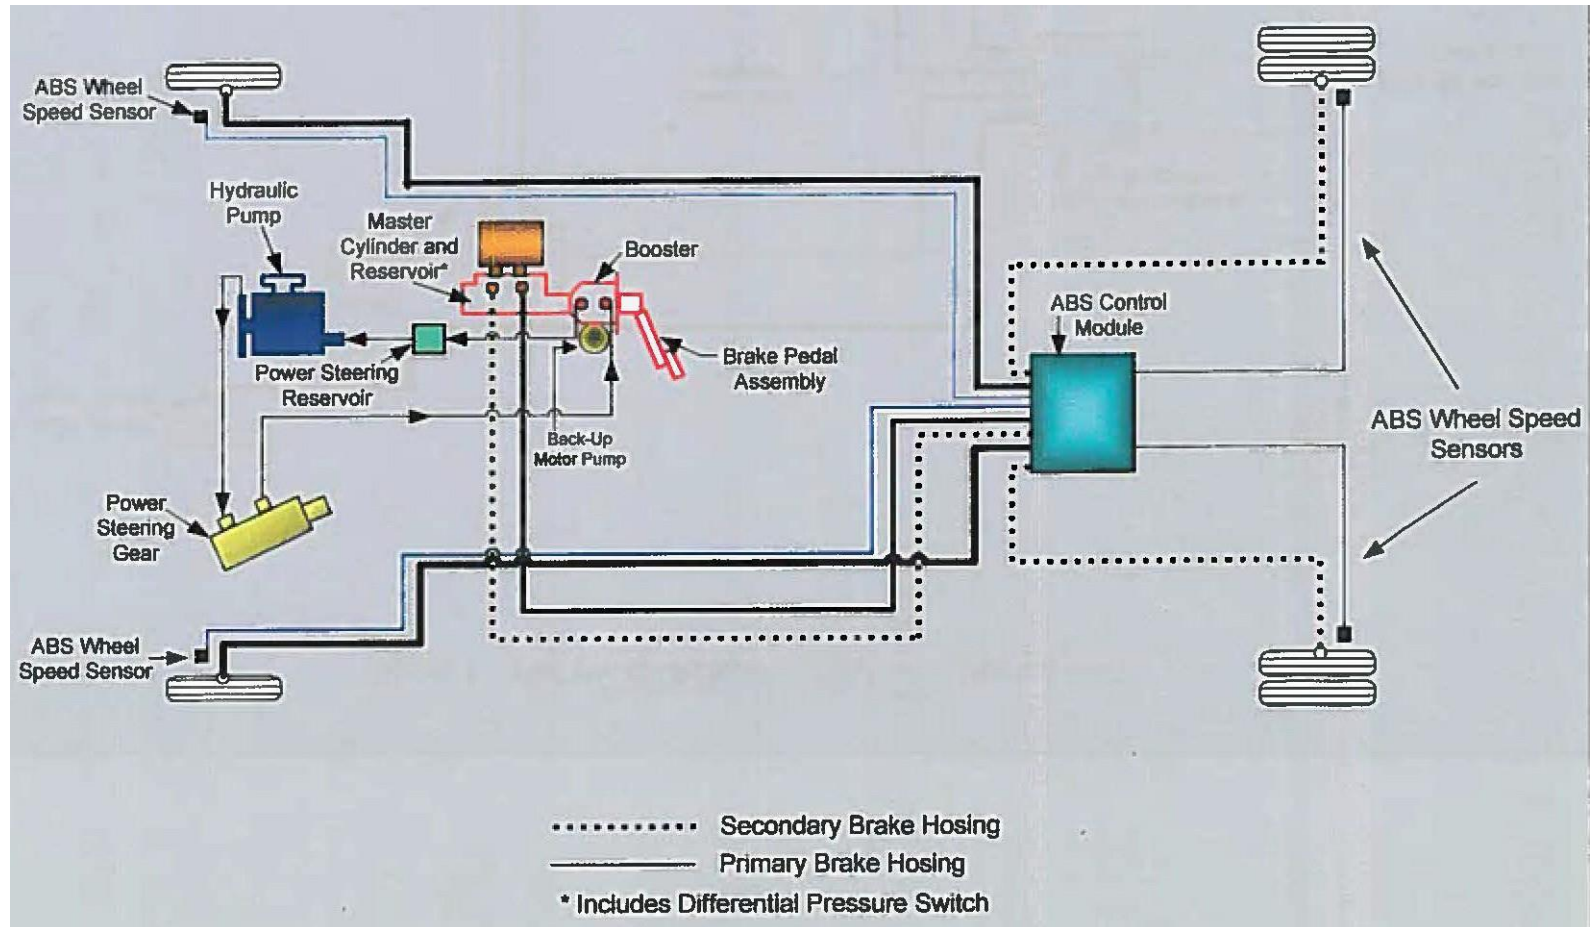 ABS Wheel
Speed Sensor
Hydraulic
Pump
Master
Cylinder and
Reservoir*
Booster
ABS Control
Module
Power Steering
Reservoir
Brake Pedal
Assembly
Back-Up
Motor Pump
ABS Wheel Speed
Sensors
Power
Steering
Gear
ABS Wheel
Speed Sensor
Secondary Brake Hosing
Primary Brake Hosing
* Includes Differential Pressure Switch